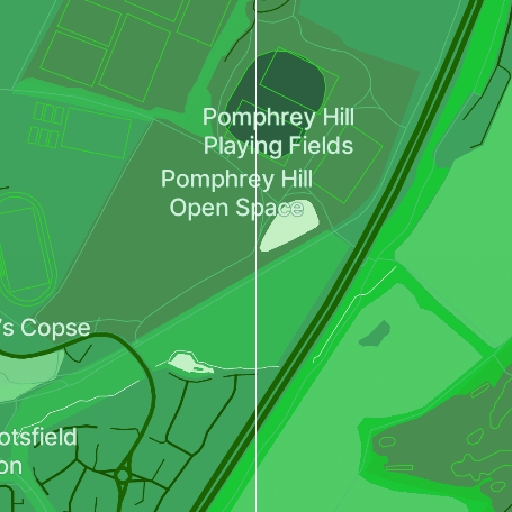 Pomphrey Hill
Playing Fields
Pomphrey Hill
Open Space
's Copse
otsfield
on